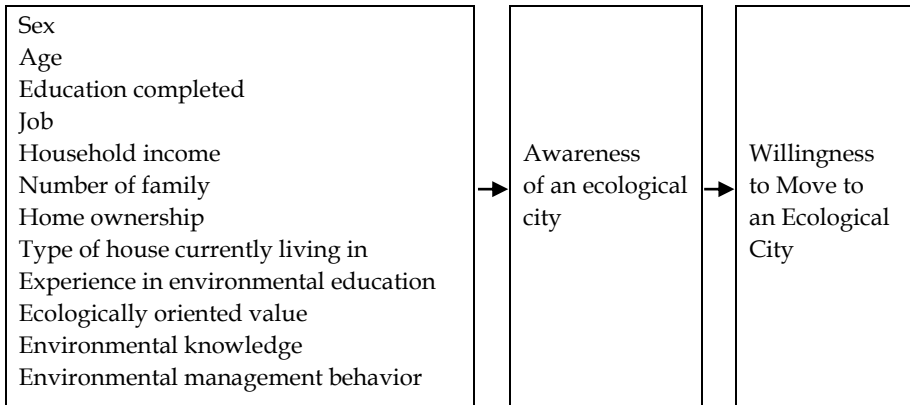 Sex
Age
Education completed
Job
Household income
Number of family
Home ownership
Type of house currently living in
Experience in environmental education
Ecologically oriented value
Environmental knowledge
Environmental management behavior
Awareness
of an ecological
city
Willingness
to Move to
an Ecological
City